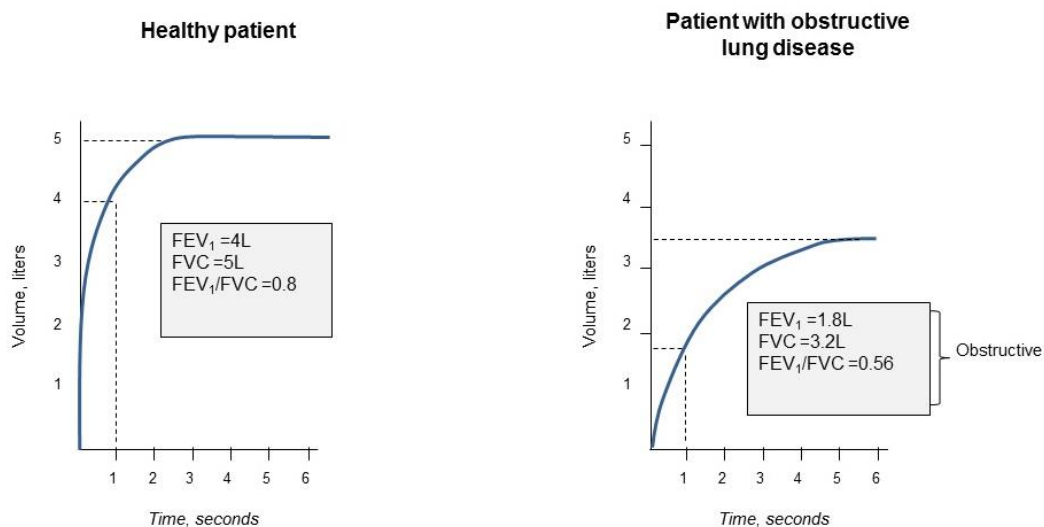 Healthy patient
Volume, liters
5
4
3
2
1
FEV₁ =4L
FVC =5L
FEV₁/FVC =0.8
1 2 3 4 5 6
Time, seconds
Patient with obstructive
lung disease
Volume, liters
5
4
3
2
1
FEV₁ =1.8L
FVC =3.2L
FEV₁/FVC =0.56
Obstructive
1 2 3 4 5 6
Time, seconds